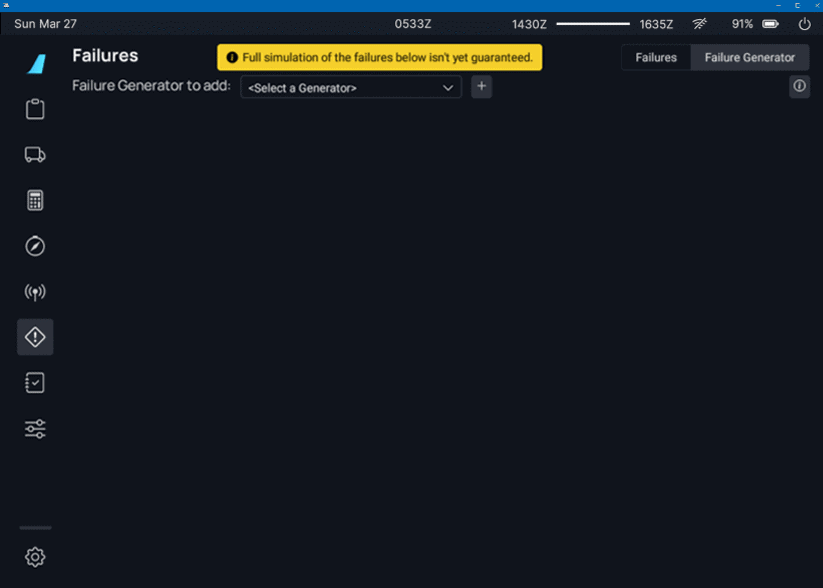 Sun Mar 27 0533Z 1430Z 1635Z 91%
Failures Full simulation of the failures below isn't yet guaranteed. Failures Failure Generator
Failure Generator to add: <Select a Generator> +